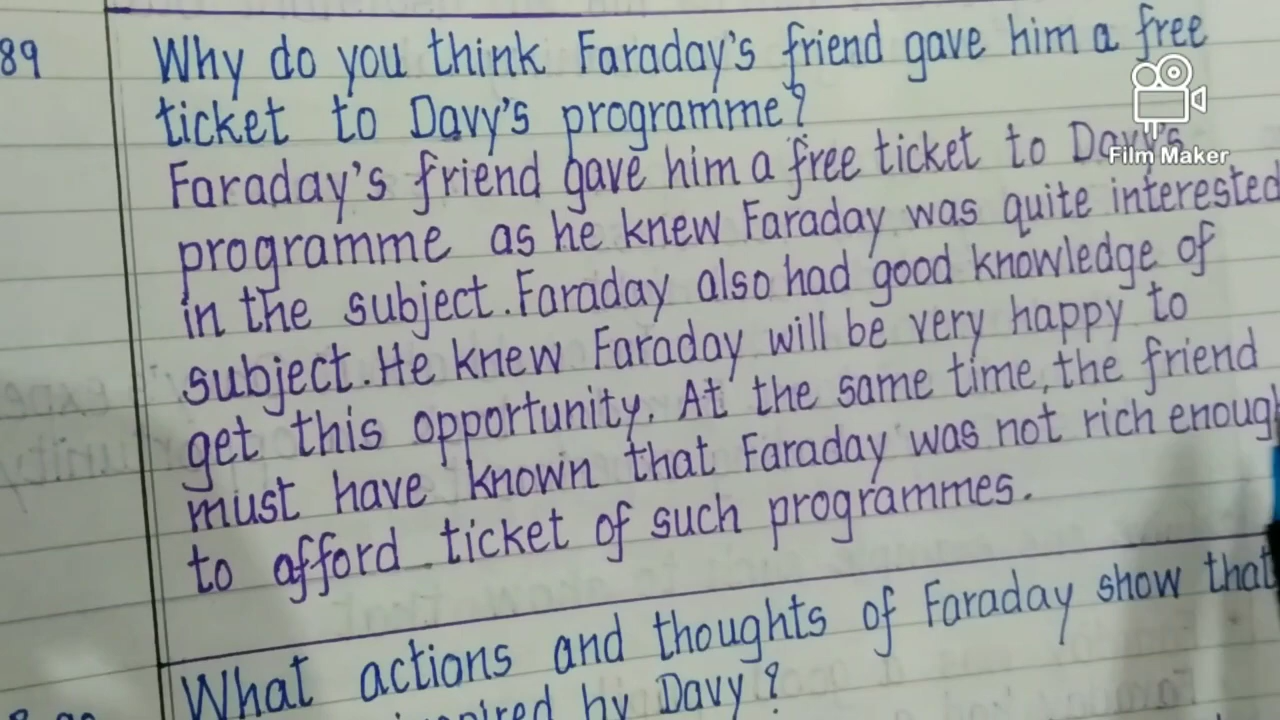 89
Why do you think Faraday's friend gave him a free
ticket to Davy's programme?
Faraday's friend gave him a free ticket to Davy's
Film Maker
programme as he knew Faraday was quite interested
in the subject. Faraday also had good knowledge of
subject. He knew Faraday will be very happy to
get this opportunity. At the same time, the friend
must have known that Faraday was not rich enough
to afford ticket of such programmes.
What actions and thoughts of Faraday show that
by Davy?